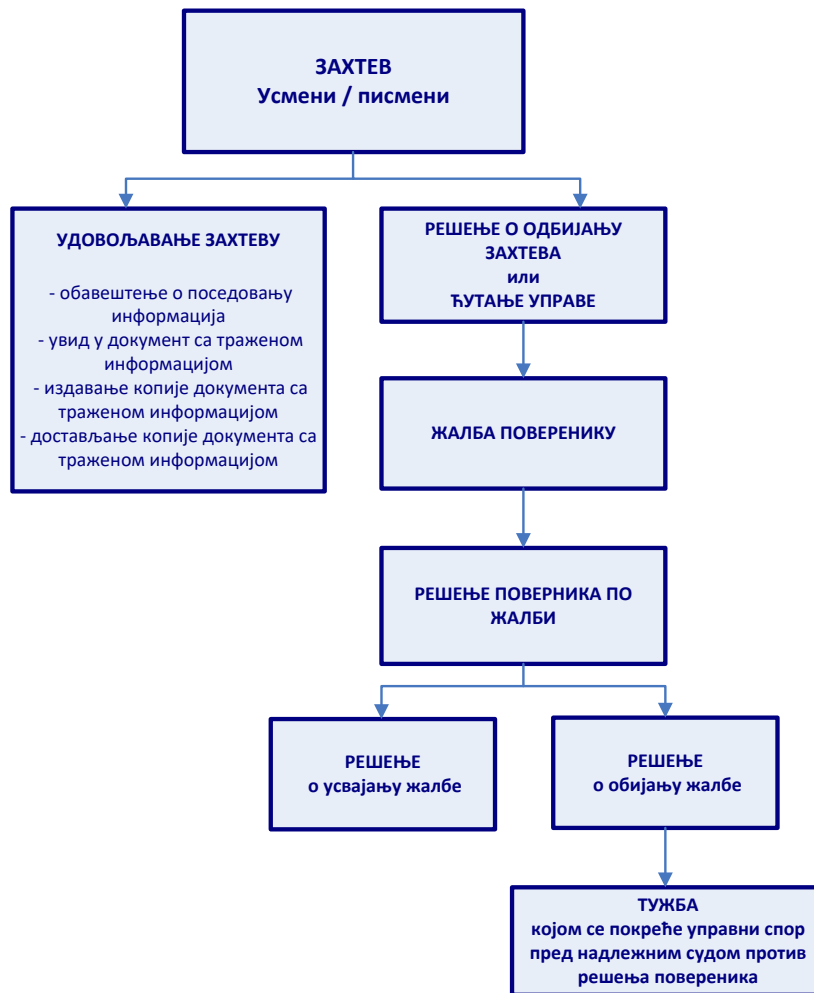 ЗАХТЕВ
Усмени / писмени
УДОВОЉАВАЊЕ ЗАХТЕВУ
- обавештење о поседовању
информација
- увид у документ са траженом
информацијом
- издавање копије документа са
траженом информацијом
- достављање копије документа са
траженом информацијом
РЕШЕЊЕ О ОДБИЈАЊУ
ЗАХТЕВА
или
ЋУТАЊЕ УПРАВЕ
ЖАЛБА ПОВЕРЕНИКУ
РЕШЕЊЕ ПОВЕРНИКА ПО
ЖАЛБИ
РЕШЕЊЕ
о усвајању жалбе
РЕШЕЊЕ
о обијању жалбе
ТУЖБА
којом се покреће управни спор
пред надлежним судом против
решења повереника